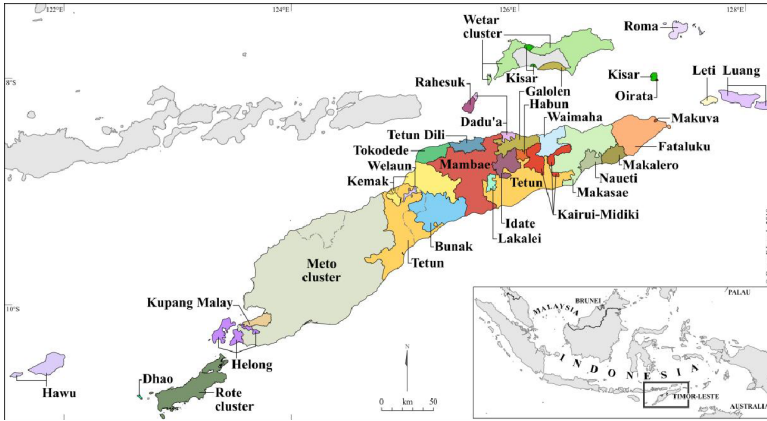 122°E
124°E
126°E
128°E
8°S
10°S
Wetar
cluster
Roma
Kisar
Kisar
Oirata
Leti
Luang
Rahesuk
Galolen
Habun
Dadu'a
Waimaha
Makuva
Tetun Dili
Tokodede
Mambae
Fataluku
Welaun
Makalero
Kemak
Tetun
Naueti
Makasae
Kairui-Midiki
Idate
Lakalei
Bunak
Tetun
Meto
cluster
Kupang Malay
Helong
Hawu
Dhao
Rote
cluster
N
0
50
km
PALAU
MALAYSIA
BRUNEI
INDONESIA
TIMOR-LESTE
AUSTRALIA